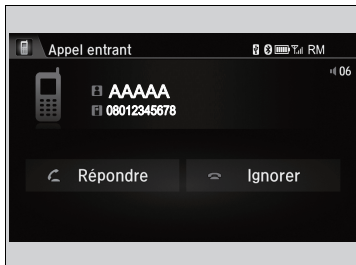 Appel entrant RM
06
AAAAA
08012345678
Répondre Ignorer